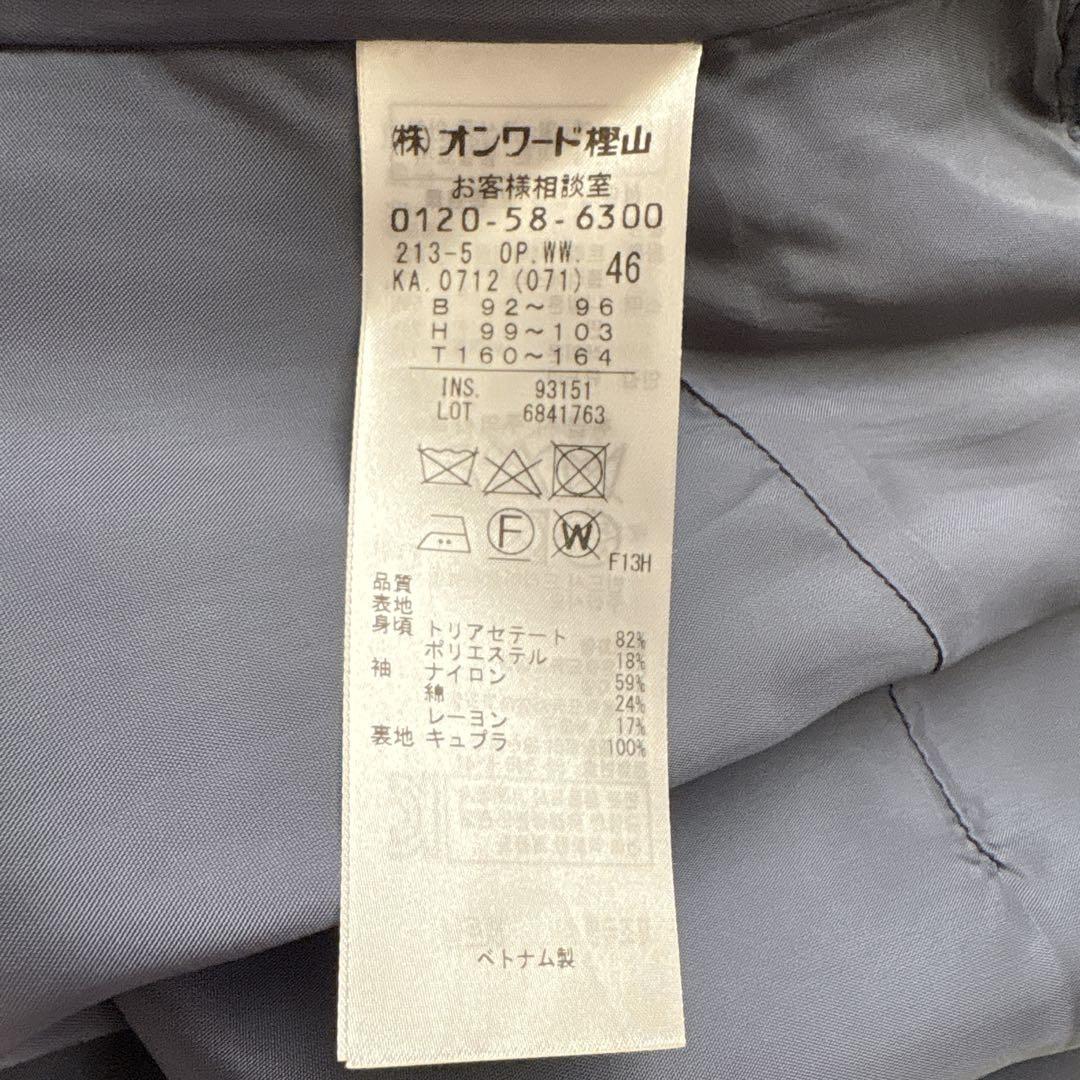 (株)オンワード樫山
お客様相談室
0120-58-6300
213-5 OP.WW.
KA.0712 (071) 46
B 92～ 96
H 99～103
T160～164
INS. 93151
LOT 6841763
F
W
F13H
品質
表地
身頃 トリアセテート 82%
ポリエステル 18%
袖 ナイロン 59%
綿 24%
レーヨン 17%
裏地 キュプラ 100%
ベトナム製